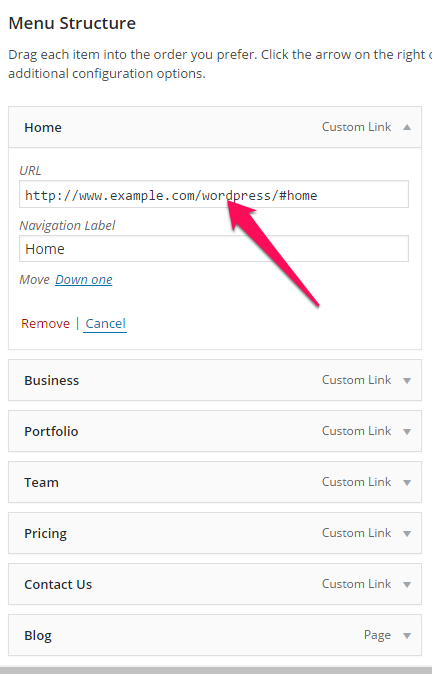 Menu Structure
Drag each item into the order you prefer. Click the arrow on the right
additional configuration options.
Home Custom Link
URL
http://www.example.com/wordpress/#home
Navigation Label
Home
Move Down one
Remove | Cancel
Business Custom Link
Portfolio Custom Link
Team Custom Link
Pricing Custom Link
Contact Us Custom Link
Blog Page